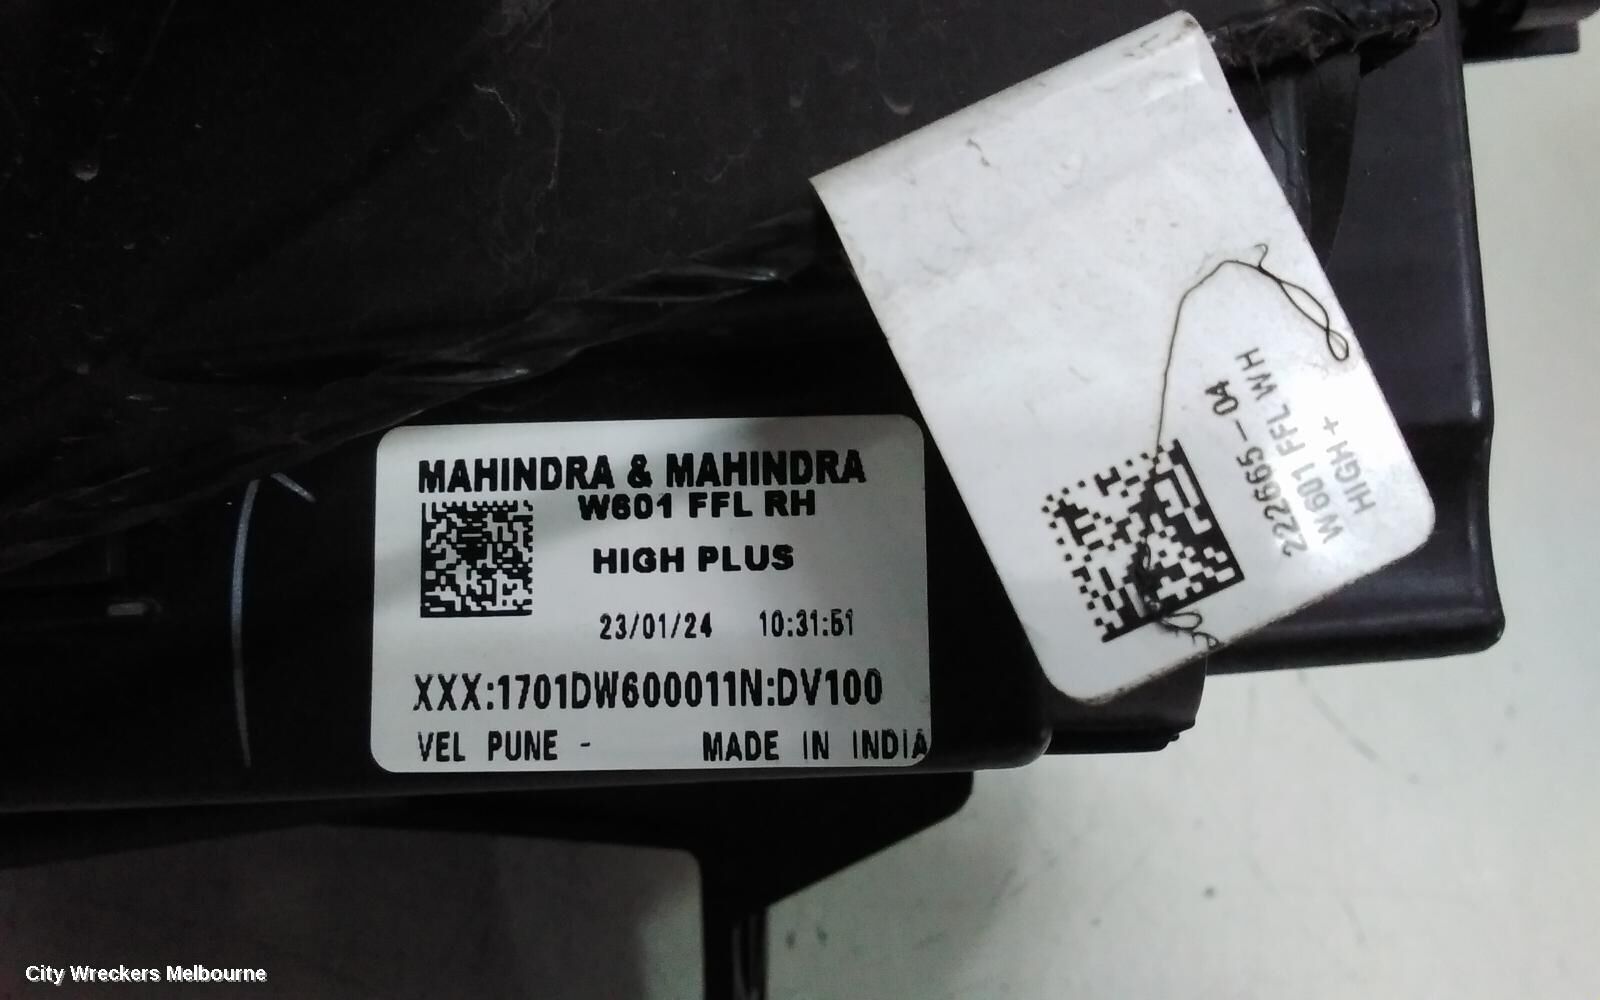 MAHINDRA & MAHINDRA
W601 FFL RH
HIGH PLUS
23/01/24 10:31:51
XXX:1701DW600011N:DV100
VEL PUNE - MADE IN INDIA
2226665-04
W601 FFL WH
HIGH +
City Wreckers Melbourne